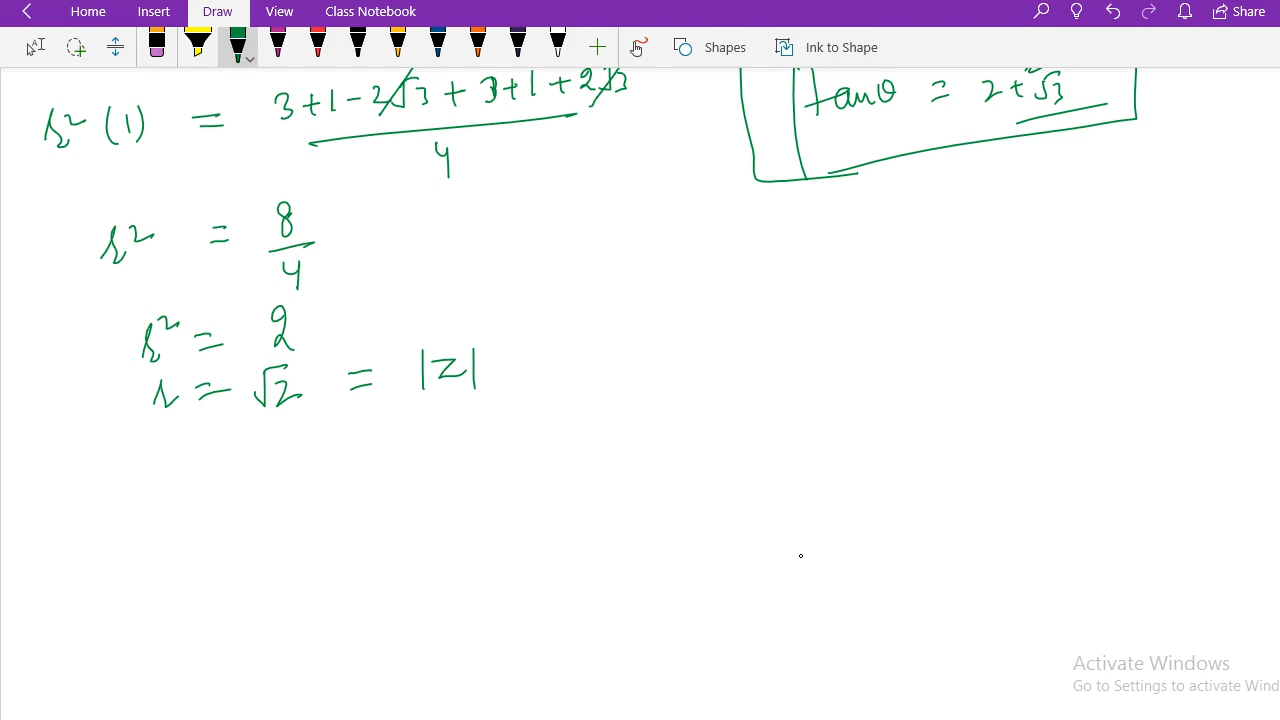 Home Insert Draw View Class Notebook Share
Shapes Ink to Shape
r² (1) = 3+1-2√3 + 3+1+2√3
4
tanθ = 2+√3
r² = 8
4
r² = 2
r = √2 = |z|
Activate Windows
Go to Settings to activate Wind